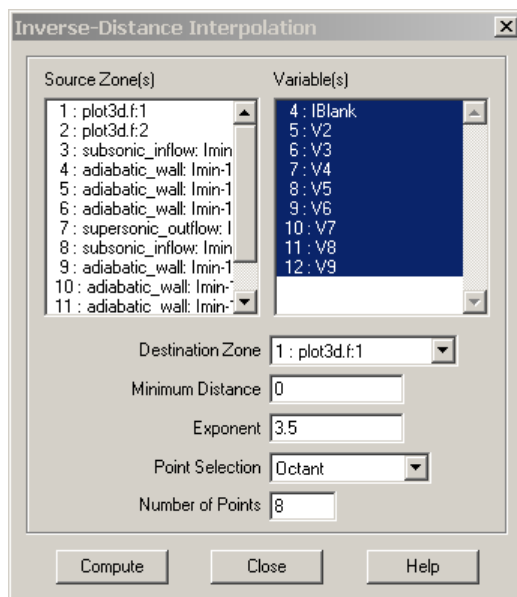 Inverse-Distance Interpolation
Source Zone(s)
1 : plot3d.f:1
2 : plot3d.f:2
3 : subsonic_inflow: Imin
4 : adiabatic_wall: Imin-1
5 : adiabatic_wall: Imin-1
6 : adiabatic_wall: Imin-1
7 : supersonic_outflow: I
8 : subsonic_inflow: Imin
9 : adiabatic_wall: Imin-1
10 : adiabatic_wall: Imin-1
11 : adiabatic_wall: Imin-1
Variable(s)
4 : IBlank
5 : V2
6 : V3
7 : V4
8 : V5
9 : V6
10 : V7
11 : V8
12 : V9
Destination Zone 1 : plot3d.f:1
Minimum Distance 0
Exponent 3.5
Point Selection Octant
Number of Points 8
Compute Close Help